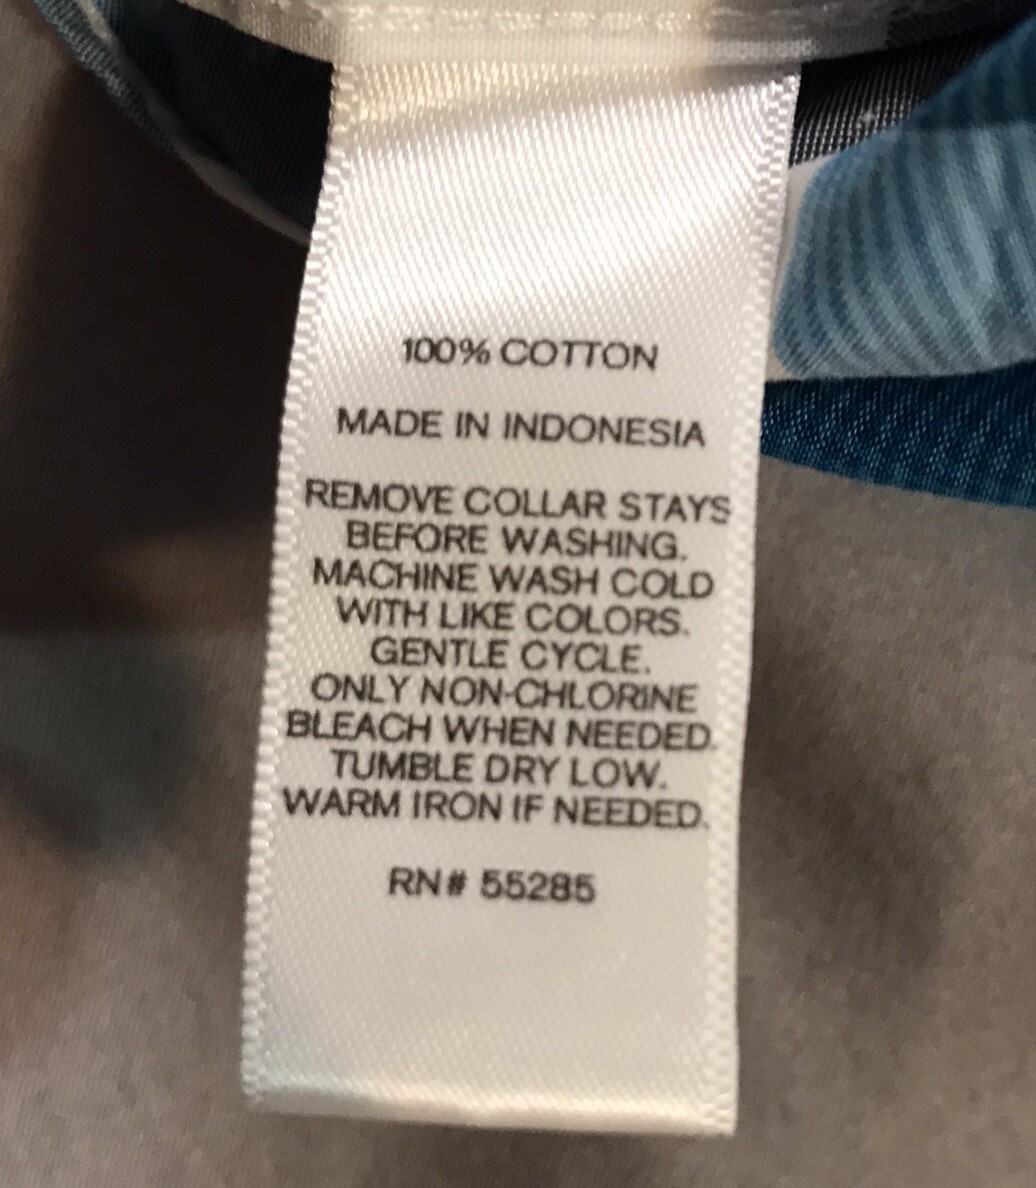 100% COTTON
MADE IN INDONESIA
REMOVE COLLAR STAYS
BEFORE WASHING.
MACHINE WASH COLD
WITH LIKE COLORS.
GENTLE CYCLE.
ONLY NON-CHLORINE
BLEACH WHEN NEEDED.
TUMBLE DRY LOW.
WARM IRON IF NEEDED.
RN# 55285